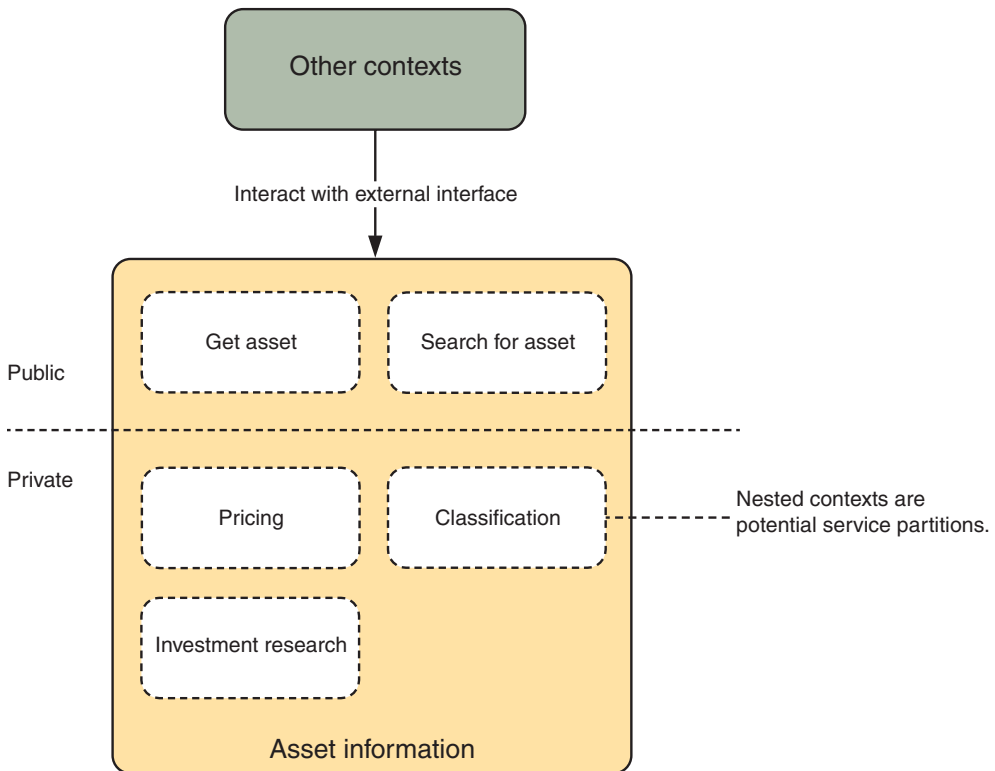 Other contexts
Interact with external interface
Get asset
Search for asset
Public
Private
Pricing
Classification
Nested contexts are
potential service partitions.
Investment research
Asset information